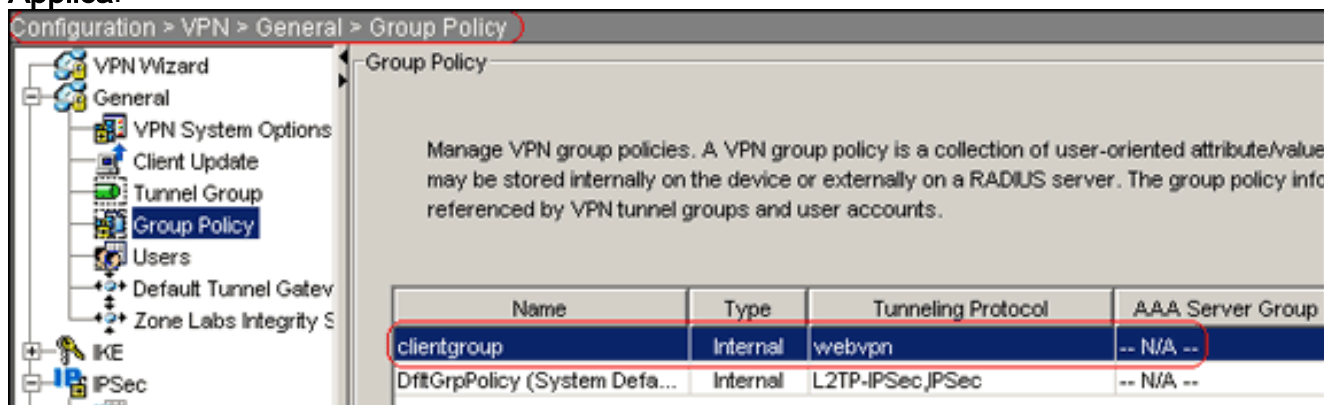 Applica
Configuration > VPN > General > Group Policy
VPN Wizard
General
VPN System Options
Client Update
Tunnel Group
Group Policy
Users
Default Tunnel Gatew
Zone Labs Integrity S
IKE
IPSec
Group Policy
Manage VPN group policies. A VPN group policy is a collection of user-oriented attribute/value
may be stored internally on the device or externally on a RADIUS server. The group policy info
referenced by VPN tunnel groups and user accounts.
Name Type Tunneling Protocol AAA Server Group
clientgroup Internal webvpn -- N/A --
DfltGrpPolicy (System Defa... Internal L2TP-IPSec,IPSec -- N/A --